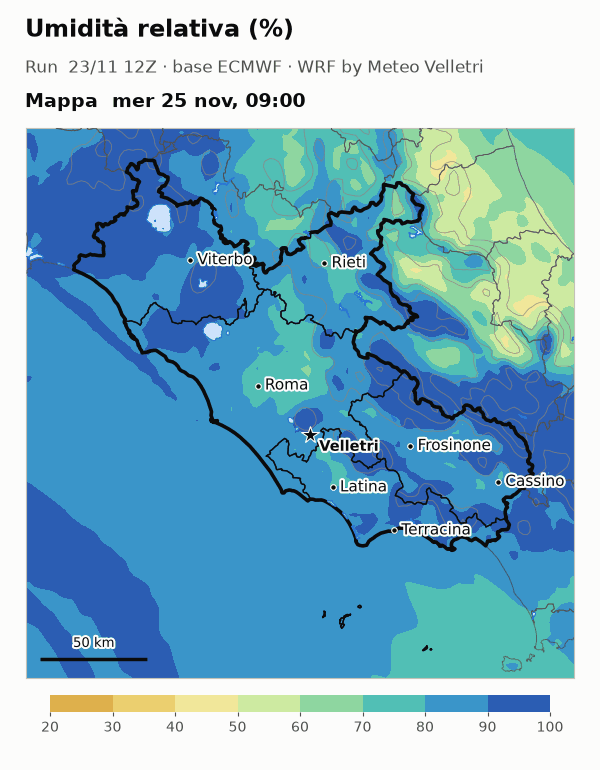 Umidità relativa (%)
Run  23/11 12Z · base ECMWF · WRF by Meteo Velletri
Mappa  mer 25 nov, 09:00
Viterbo
Rieti
Roma
Velletri
Frosinone
Cassino
Latina
Terracina
50 km
20 30 40 50 60 70 80 90 100